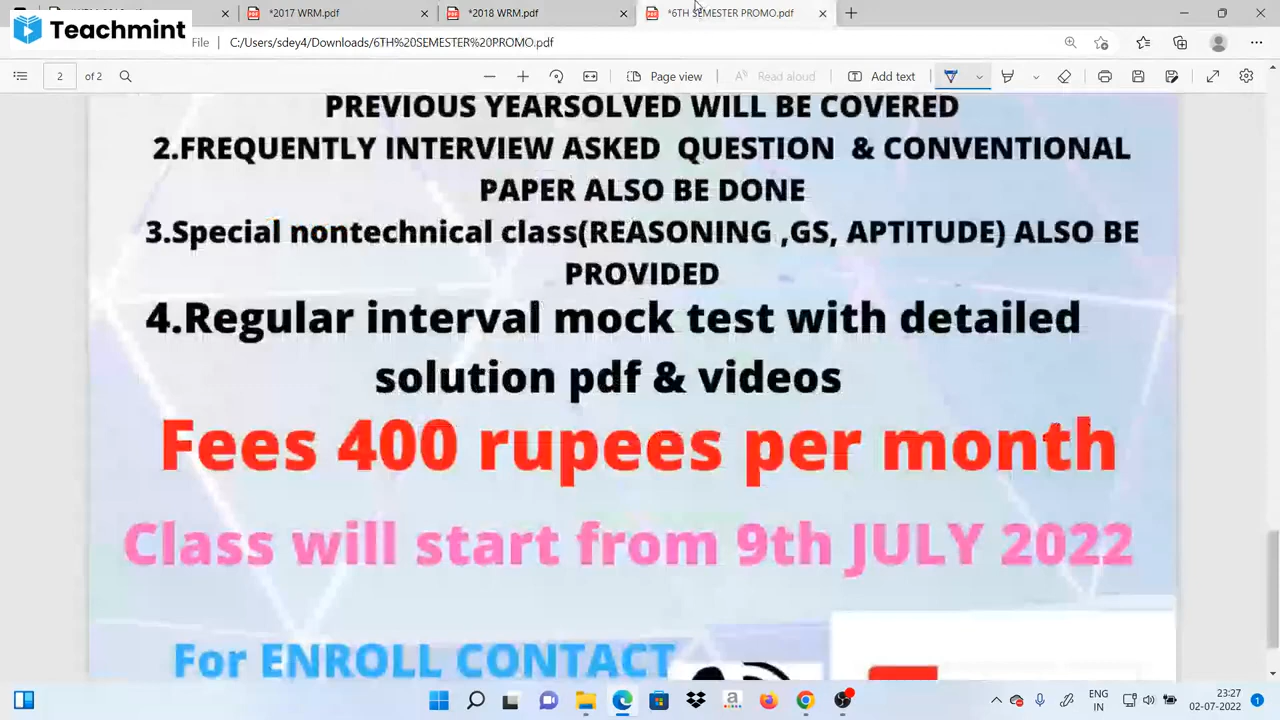 *2017 WRM.pdf
*2018 WRM.pdf
*6TH SEMESTER PROMO.pdf
Teachmint
File
C:/Users/sdey4/Downloads/6TH%20SEMESTER%20PROMO.pdf
2 of 2
Page view
Read aloud
Add text
PREVIOUS YEARSOLVED WILL BE COVERED
2.FREQUENTLY INTERVIEW ASKED QUESTION & CONVENTIONAL
PAPER ALSO BE DONE
3.Special nontechnical class(REASONING ,GS, APTITUDE) ALSO BE
PROVIDED
4.Regular interval mock test with detailed
solution pdf & videos
Fees 400 rupees per month
Class will start from 9th JULY 2022
For ENROLL CONTACT
ENG
IN
23:27
02-07-2022
1